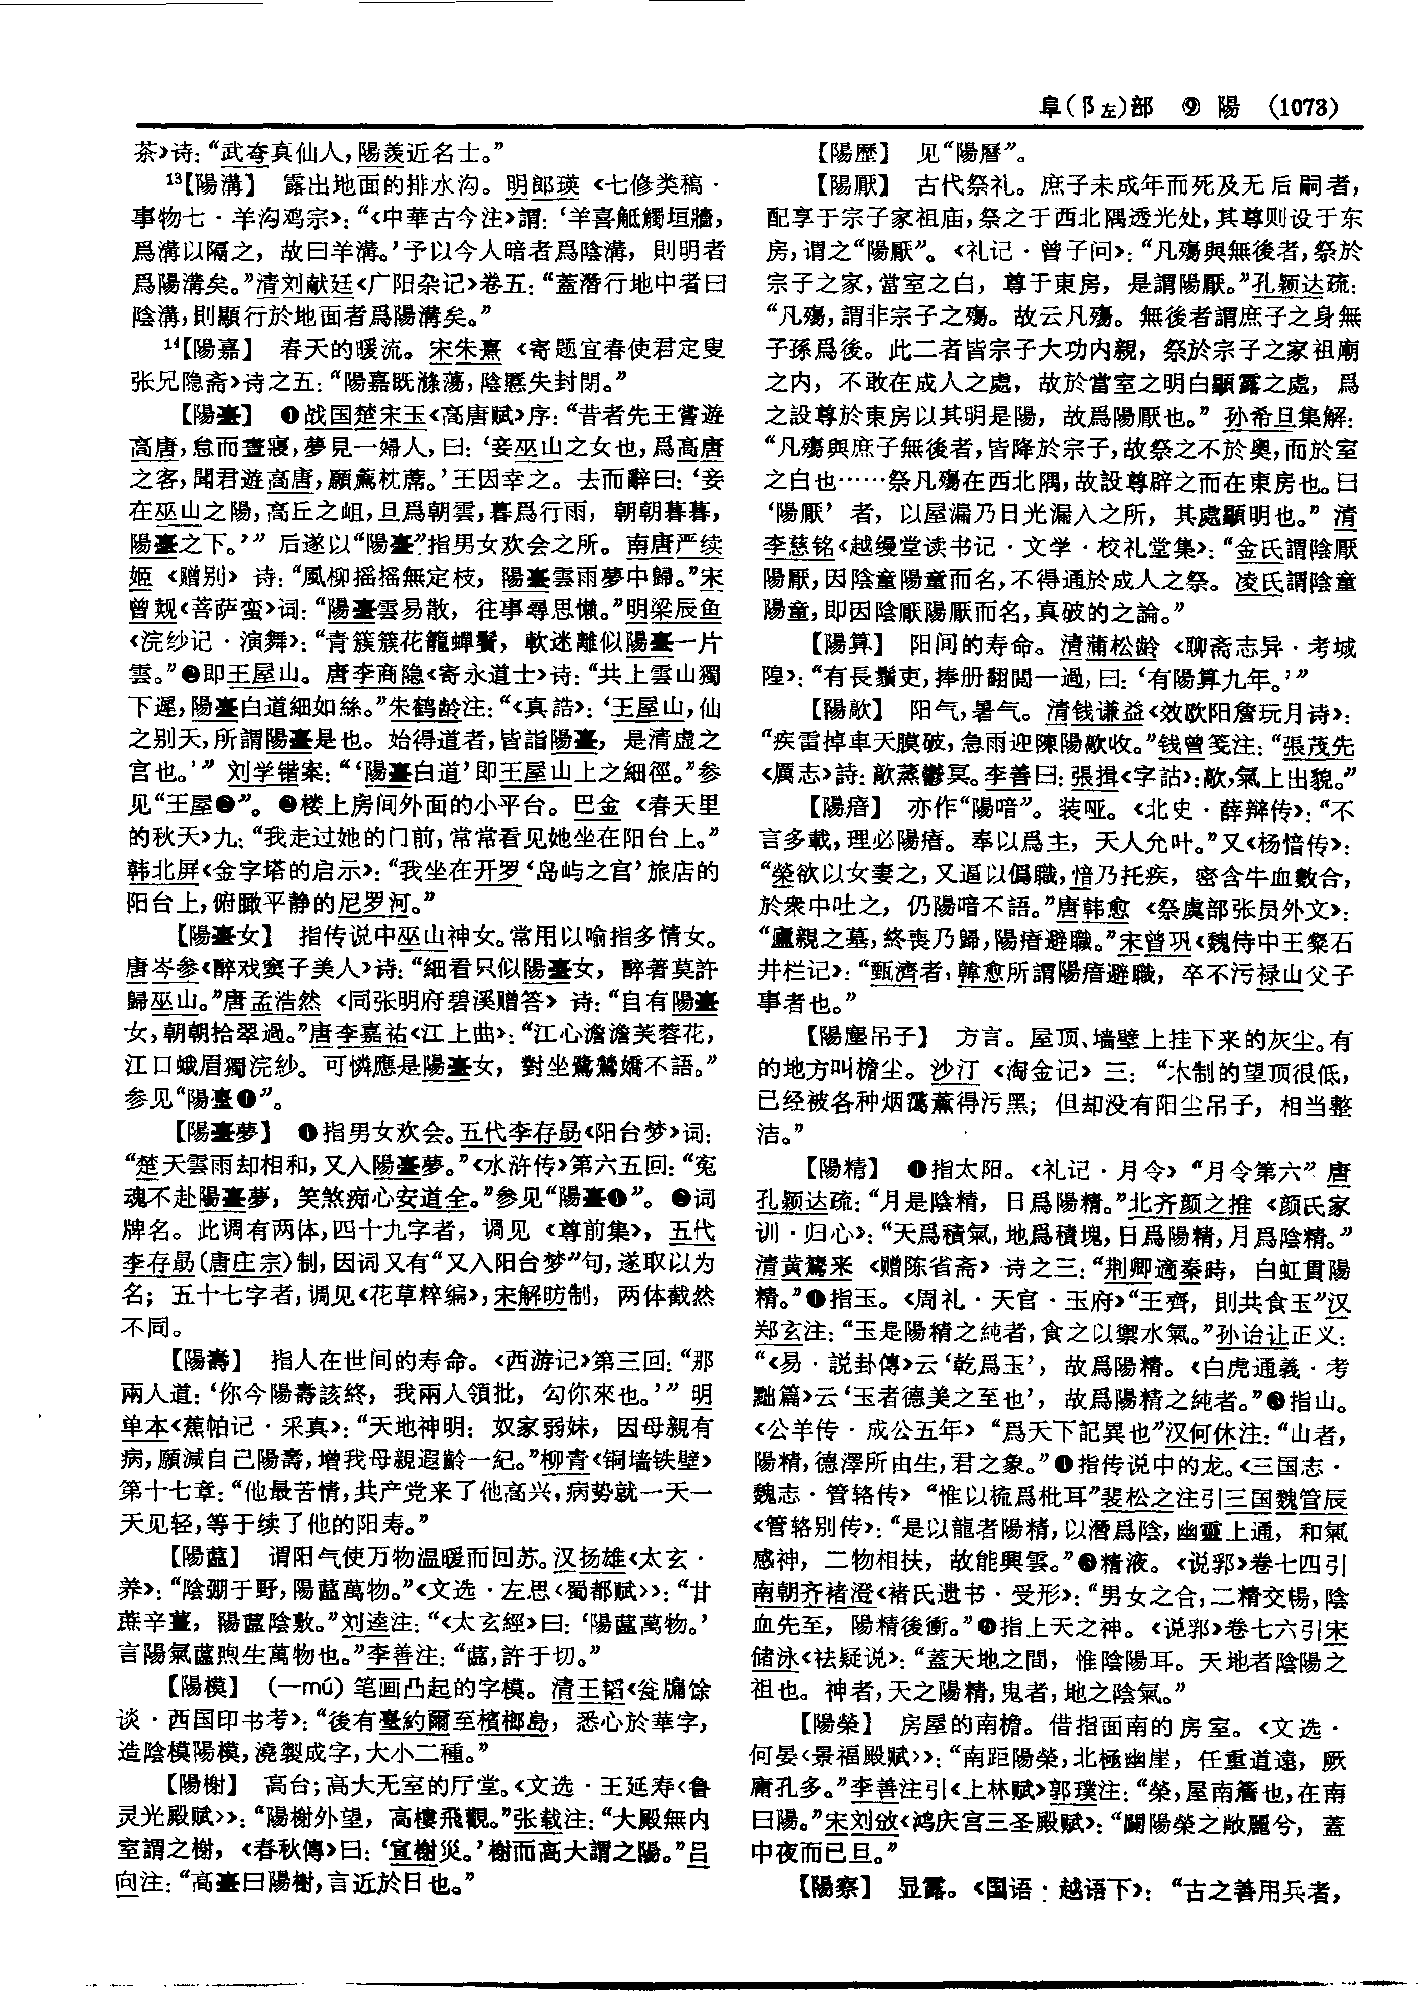 阜(阝左)部 ⑨ 陽 (1073)
茶》诗：“武夸真仙人，陽羨近名士。”
13【陽溝】 露出地面的排水沟。明郎瑛《七修类稿·
事物七·羊沟鸡宗》：“《中華古今注》謂：‘羊喜觝觸垣牆，
爲溝以隔之，故曰羊溝。’予以今人暗者爲陰溝，則明者
爲陽溝矣。”清刘献廷《广阳杂记》卷五：“蓋潛行地中者曰
陰溝，則顯行於地面者爲陽溝矣。”
14【陽嘉】 春天的暖流。宋朱熹《寄题宜春使君定叟
张兄隐斋》诗之五：“陽嘉既滌蕩，陰慝失封閉。”
【陽臺】 ❶战国楚宋玉《高唐赋》序：“昔者先王嘗遊
高唐，怠而晝寢，夢見一婦人，曰：‘妾巫山之女也，爲高唐
之客，聞君遊高唐，願薦枕蓆。’王因幸之。去而辭曰：‘妾
在巫山之陽，高丘之岨，旦爲朝雲，暮爲行雨，朝朝暮暮，
陽臺之下。’” 后遂以“陽臺”指男女欢会之所。南唐严续
姬《赠别》诗：“風柳摇摇無定枝，陽臺雲雨夢中歸。”宋
曾觌《菩萨蛮》词：“陽臺雲易散，往事尋思懶。”明梁辰鱼
《浣纱记·演舞》：“青簇簇花籠蟬鬢，軟迷離似陽臺一片
雲。”❷即王屋山。唐李商隐《寄永道士》诗：“共上雲山獨
下遲，陽臺白道細如絲。”朱鹤龄注：“《真誥》：‘王屋山，仙
之别天，所謂陽臺是也。始得道者，皆詣陽臺，是清虚之
宫也。’” 刘学锴案：“‘陽臺白道’即王屋山上之細徑。”参
见“王屋❷”。❸楼上房间外面的小平台。巴金《春天里
的秋天》九：“我走过她的门前，常常看见她坐在阳台上。”
韩北屏《金字塔的启示》：“我坐在开罗‘岛屿之宫’旅店的
阳台上，俯瞰平静的尼罗河。”
【陽臺女】 指传说中巫山神女。常用以喻指多情女。
唐岑参《醉戏窦子美人》诗：“細看只似陽臺女，醉著莫許
歸巫山。”唐孟浩然《同张明府碧溪赠答》诗：“自有陽臺
女，朝朝拾翠過。”唐李嘉祐《江上曲》：“江心澹澹芙蓉花，
江口蛾眉獨浣紗。可憐應是陽臺女，對坐鷺鷥嬌不語。”
参见“陽臺❶”。
【陽臺夢】 ❶指男女欢会。五代李存勗《阳台梦》词：
“楚天雲雨却相和，又入陽臺夢。”《水浒传》第六五回：“冤
魂不赴陽臺夢，笑煞痴心安道全。”参见“陽臺❶”。❷词
牌名。此调有两体，四十九字者，调见《尊前集》，五代
李存勗(唐庄宗)制，因词又有“又入阳台梦”句，遂取以为
名；五十七字者，调见《花草粹编》，宋解昉制，两体截然
不同。
【陽壽】 指人在世间的寿命。《西游记》第三回：“那
兩人道：‘你今陽壽該終，我兩人領批，勾你來也。’” 明
单本《蕉帕记·采真》：“天地神明：奴家弱妹，因母親有
病，願減自己陽壽，增我母親遐齡一紀。”柳青《铜墙铁壁》
第十七章：“他最苦情，共产党来了他高兴，病势就一天一
天见轻，等于续了他的阳寿。”
【陽蓲】 谓阳气使万物温暖而回苏。汉扬雄《太玄·
养》：“陰弸于野，陽蓲萬物。”《文选·左思〈蜀都赋〉》：“甘
蔗辛薑，陽蓲陰敷。”刘逵注：“《太玄經》曰：‘陽蓲萬物。’
言陽氣蓲煦生萬物也。”李善注：“蓲，許于切。”
【陽模】 (—mú) 笔画凸起的字模。清王韬《瓮牖馀
谈·西国印书考》：“後有臺約爾至檳榔島，悉心於華字，
造陰模陽模，澆製成字，大小二種。”
【陽榭】 高台；高大无室的厅堂。《文选·王延寿〈鲁
灵光殿赋〉》：“陽榭外望，高樓飛觀。”张载注：“大殿無内
室謂之榭，《春秋傳》曰：‘宣榭災。’榭而高大謂之陽。”吕
向注：“高臺曰陽榭，言近於日也。”
【陽歷】 见“陽曆”。
【陽厭】 古代祭礼。庶子未成年而死及无后嗣者，
配享于宗子家祖庙，祭之于西北隅透光处，其尊则设于东
房，谓之“陽厭”。《礼记·曾子问》：“凡殤與無後者，祭於
宗子之家，當室之白，尊于東房，是謂陽厭。”孔颖达疏：
“凡殤，謂非宗子之殤。故云凡殤。無後者謂庶子之身無
子孫爲後。此二者皆宗子大功内親，祭於宗子之家祖廟
之内，不敢在成人之處，故於當室之明白顯露之處，爲
之設尊於東房以其明是陽，故爲陽厭也。” 孙希旦集解：
“凡殤與庶子無後者，皆降於宗子，故祭之不於奥，而於室
之白也……祭凡殤在西北隅，故設尊辟之而在東房也。曰
‘陽厭’者，以屋漏乃日光漏入之所，其處顯明也。” 清
李慈铭《越缦堂读书记·文学·校礼堂集》：“金氏謂陰厭
陽厭，因陰童陽童而名，不得通於成人之祭。凌氏謂陰童
陽童，即因陰厭陽厭而名，真破的之論。”
【陽算】 阳间的寿命。清蒲松龄《聊斋志异·考城
隍》：“有長鬚吏，捧册翻閲一過，曰：‘有陽算九年。’”
【陽歊】 阳气，暑气。清钱谦益《效欧阳詹玩月诗》：
“疾雷掉車天膜破，急雨迎陳陽歊收。”钱曾笺注：“張茂先
《厲志》詩：歊蒸鬱冥。李善曰：張揖《字詁》：歊，氣上出貌。”
【陽瘖】 亦作“陽喑”。装哑。《北史·薛辩传》：“不
言多載，理必陽瘖。奉以爲主，天人允叶。”又《杨愔传》：
“榮欲以女妻之，又逼以僞職，愔乃托疾，密含牛血數合，
於衆中吐之，仍陽喑不語。”唐韩愈《祭虞部张员外文》：
“廬親之墓，終喪乃歸，陽瘖避職。”宋曾巩《魏侍中王粲石
井栏记》：“甄濟者，韓愈所謂陽瘖避職，卒不污禄山父子
事者也。”
【陽塵吊子】 方言。屋顶、墙壁上挂下来的灰尘。有
的地方叫檐尘。沙汀《淘金记》三：“木制的望顶很低，
已经被各种烟霭薰得污黑；但却没有阳尘吊子，相当整
洁。”
【陽精】 ❶指太阳。《礼记·月令》“月令第六”唐
孔颖达疏：“月是陰精，日爲陽精。”北齐颜之推《颜氏家
训·归心》：“天爲積氣，地爲積塊，日爲陽精，月爲陰精。”
清黄鷟来《赠陈省斋》诗之三：“荆卿適秦時，白虹貫陽
精。”❷指玉。《周礼·天官·玉府》“王齊，則共食玉”汉
郑玄注：“玉是陽精之純者，食之以禦水氣。”孙诒让正义：
“《易·説卦傳》云‘乾爲玉’，故爲陽精。《白虎通義·考
黜篇》云‘玉者德美之至也’，故爲陽精之純者。”❸指山。
《公羊传·成公五年》“爲天下記異也”汉何休注：“山者，
陽精，德澤所由生，君之象。”❹指传说中的龙。《三国志·
魏志·管辂传》“惟以梳爲枇耳”裴松之注引三国魏管辰
《管辂别传》：“是以龍者陽精，以潛爲陰，幽靈上通，和氣
感神，二物相扶，故能興雲。”❺精液。《说郛》卷七四引
南朝齐褚澄《褚氏遗书·受形》：“男女之合，二精交暢，陰
血先至，陽精後衝。”❻指上天之神。《说郛》卷七六引宋
储泳《祛疑说》：“蓋天地之間，惟陰陽耳。天地者陰陽之
祖也。神者，天之陽精，鬼者，地之陰氣。”
【陽榮】 房屋的南檐。借指面南的房室。《文选·
何晏〈景福殿赋〉》：“南距陽榮，北極幽崖，任重道遠，厥
庸孔多。”李善注引《上林赋》郭璞注：“榮，屋南簷也，在南
曰陽。”宋刘攽《鸿庆宫三圣殿赋》：“闢陽榮之敞麗兮，蓋
中夜而已旦。”
【陽察】 显露。《国语·越语下》：“古之善用兵者，